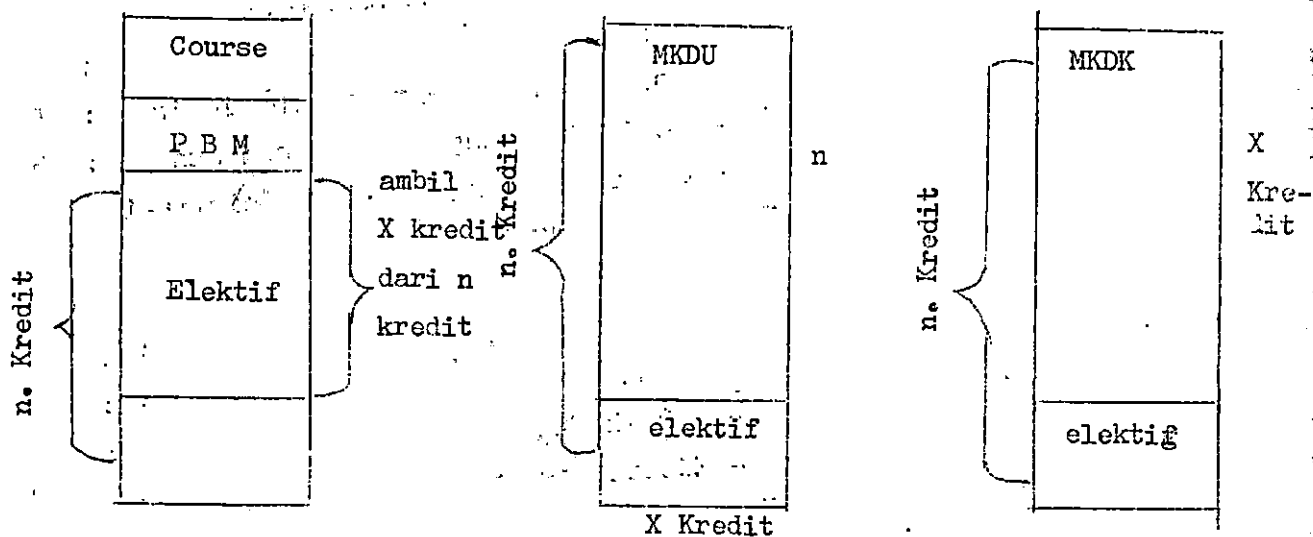 Course
P B M
Elektif
n. Kredit
ambil
X kredit
dari n
kredit
MKDU
n. Kredit
n
elektif
X Kredit
MKDK
n. Kredit
X
Kre-
dit
elektif